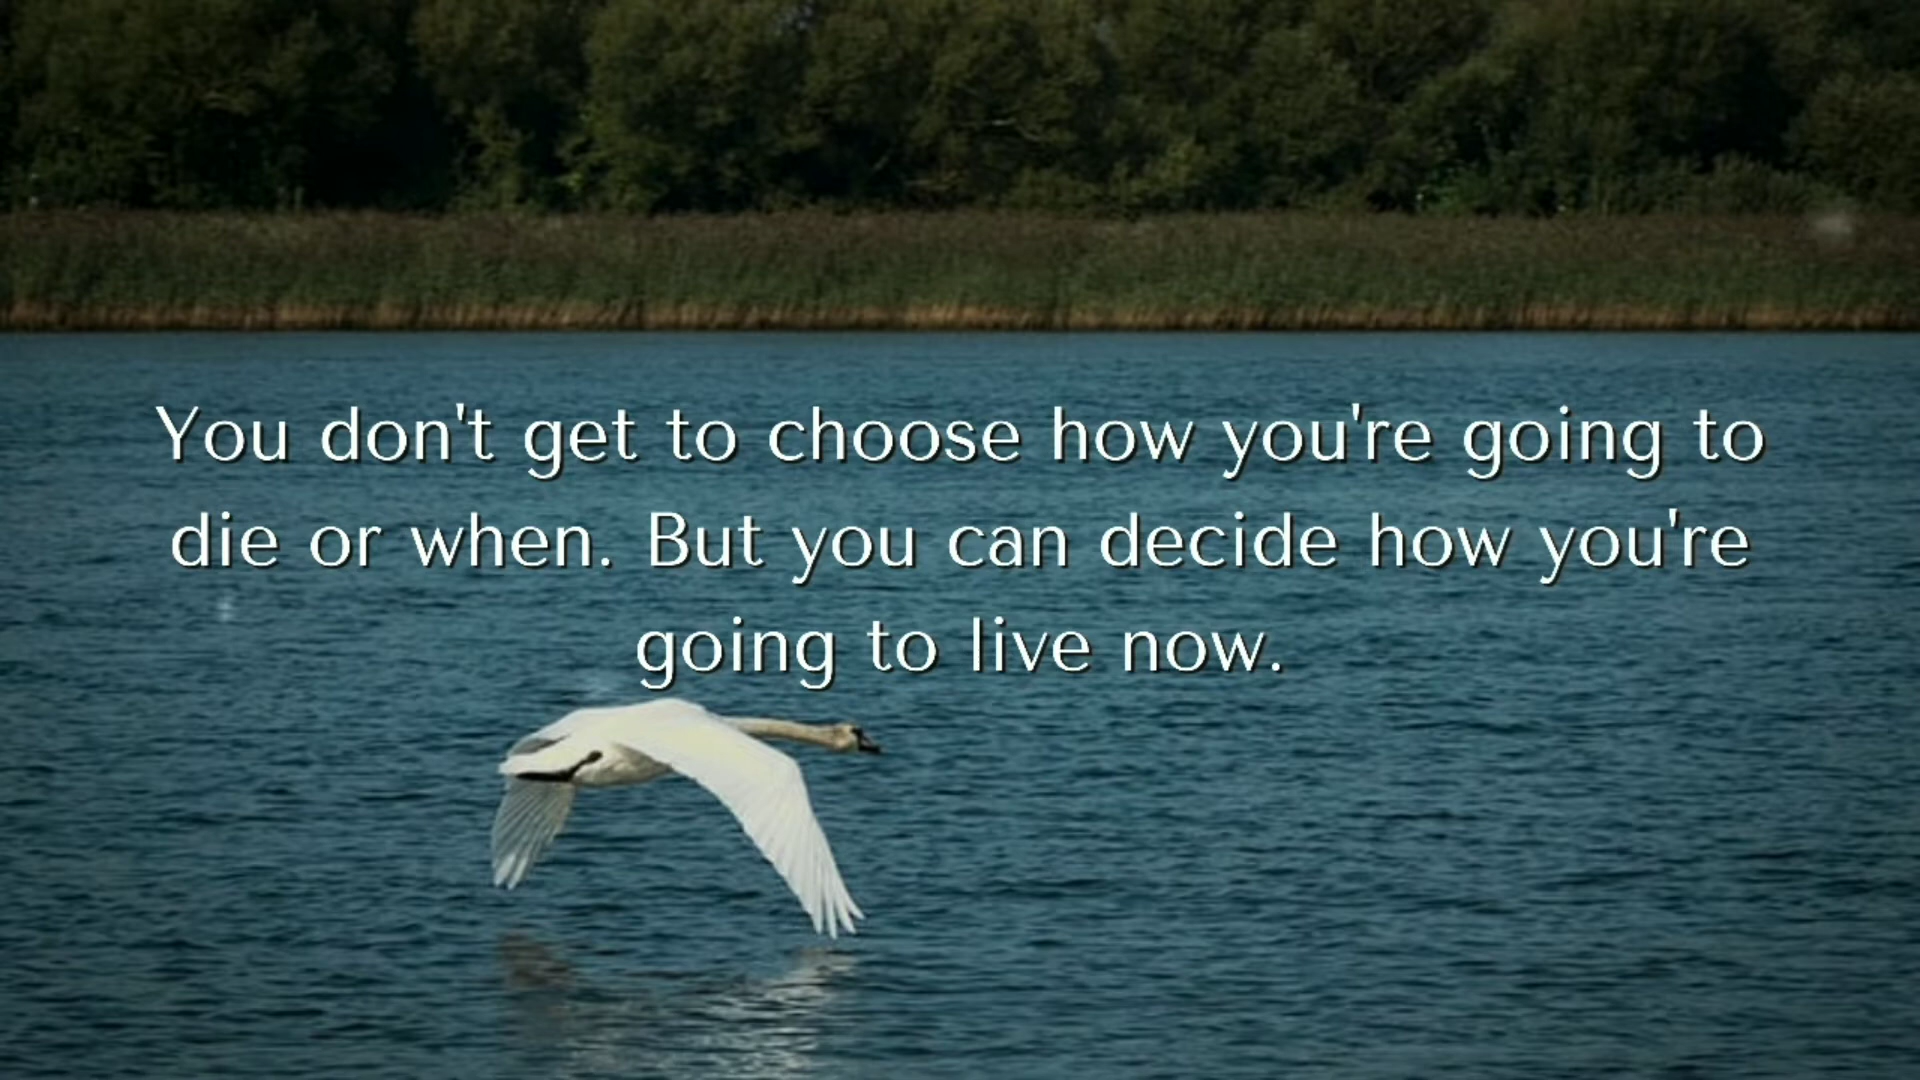 You don't get to choose how you're going to
die or when. But you can decide how you're
going to live now.